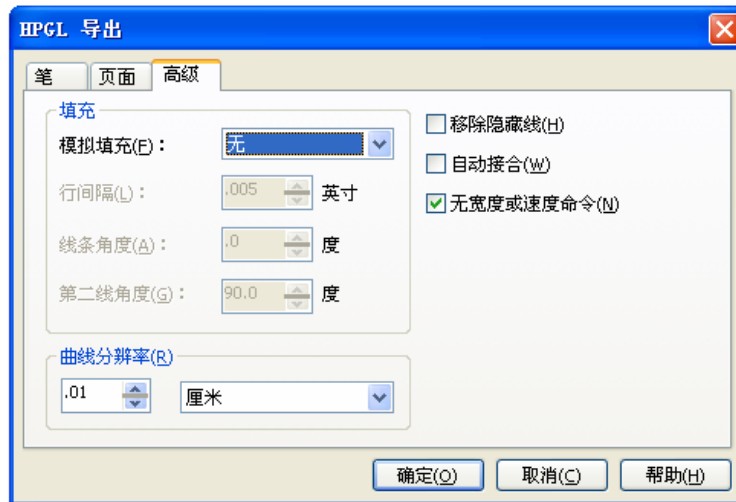 HPGL 导出
笔 页面 高级
填充
模拟填充(F)： 无
行间隔(L)： .005 英寸
线条角度(A)： .0 度
第二线角度(G)： 90.0 度
移除隐藏线(H)
自动接合(W)
无宽度或速度命令(N)
曲线分辨率(R)
.01 厘米
确定(O) 取消(C) 帮助(H)